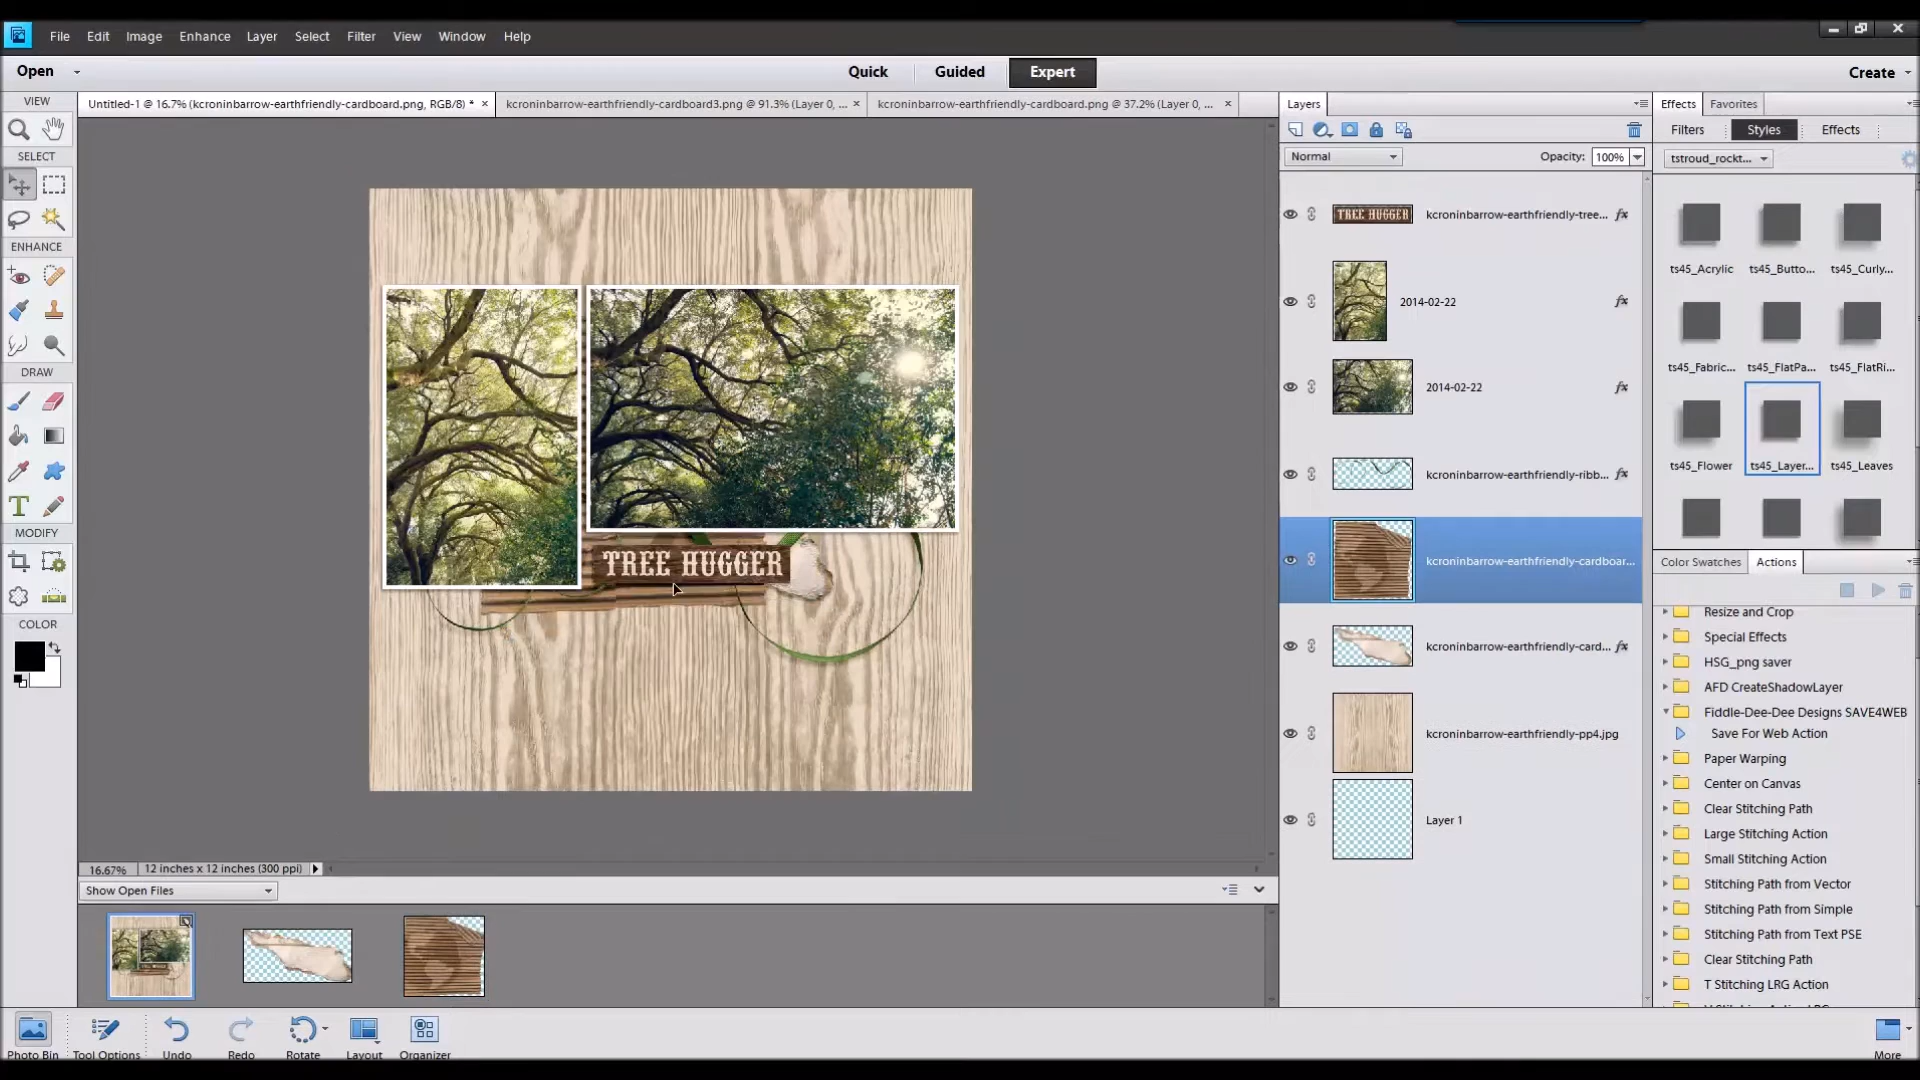 File Edit Image Enhance Layer Select Filter View Window Help
Open Quick Guided Expert Create
VIEW
SELECT
ENHANCE
DRAW
MODIFY
COLOR
Untitled-1 @ 16.7% (kcroninbarrow-earthfriendly-cardboard.png, RGB/8) *
kcroninbarrow-earthfriendly-cardboard3.png @ 91.3% (Layer 0, ...
kcroninbarrow-earthfriendly-cardboard.png @ 37.2% (Layer 0, ...
TREE HUGGER
16.67% 12 inches x 12 inches (300 ppi)
Show Open Files
Photo Bin Tool Options Undo Redo Rotate Layout Organizer More
Layers
Normal Opacity: 100%
TREE HUGGER kcroninbarrow-earthfriendly-tree... fx
2014-02-22 fx
2014-02-22 fx
kcroninbarrow-earthfriendly-ribb... fx
kcroninbarrow-earthfriendly-cardboar...
kcroninbarrow-earthfriendly-card... fx
kcroninbarrow-earthfriendly-pp4.jpg
Layer 1
Effects Favorites
Filters Styles Effects
tstroud_rockt...
ts45_Acrylic ts45_Butto... ts45_Curly...
ts45_Fabric... ts45_FlatPa... ts45_FlatRi...
ts45_Flower ts45_Layer... ts45_Leaves
Color Swatches Actions
Resize and Crop
Special Effects
HSG_png saver
AFD CreateShadowLayer
Fiddle-Dee-Dee Designs SAVE4WEB
Save For Web Action
Paper Warping
Center on Canvas
Clear Stitching Path
Large Stitching Action
Small Stitching Action
Stitching Path from Vector
Stitching Path from Simple
Stitching Path from Text PSE
Clear Stitching Path
T Stitching LRG Action